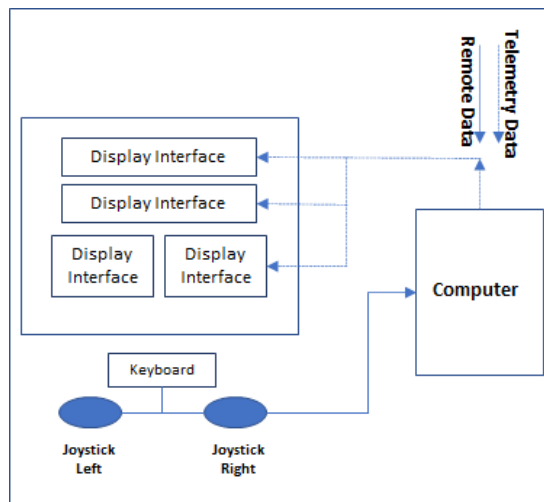 Telemetry Data
Remote Data
Display Interface
Display Interface
Display
Interface
Display
Interface
Computer
Keyboard
Joystick
Left
Joystick
Right